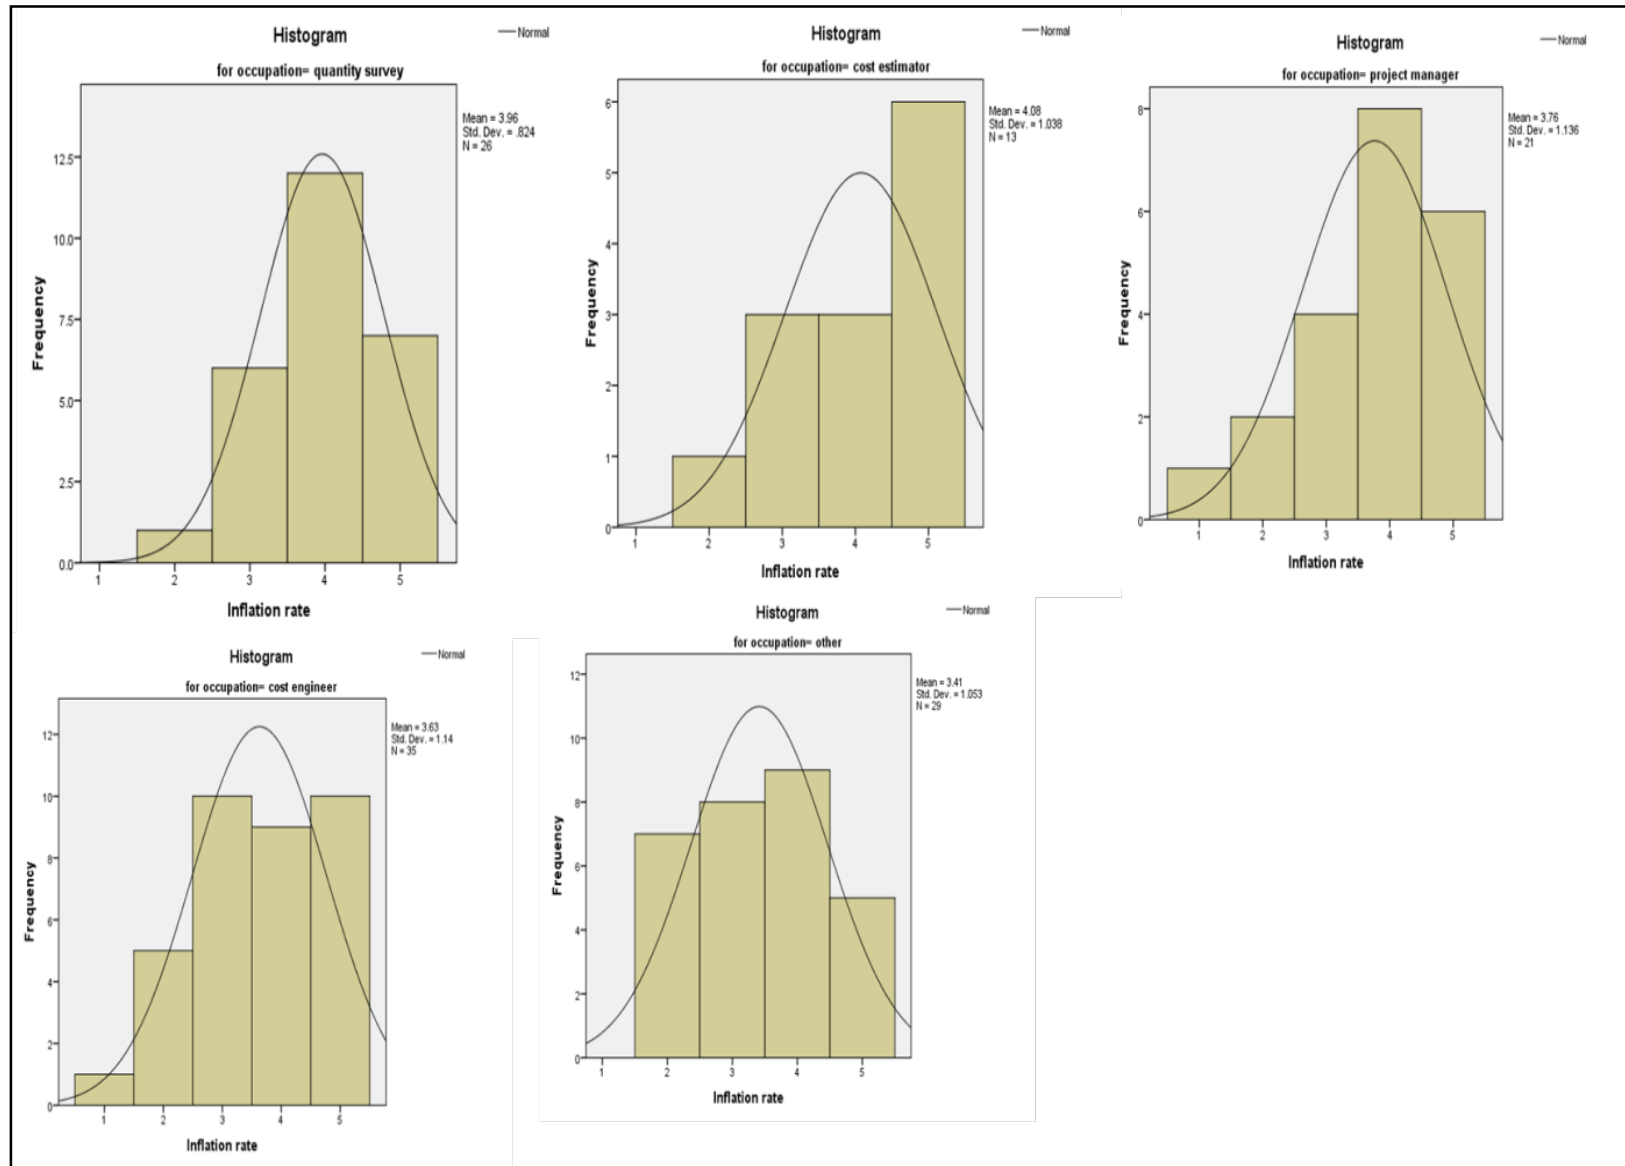 Histogram
— Normal
for occupation= quantity survey
Mean = 3.96
Std. Dev. = .824
N = 26
12.5
10.0
7.5
5.0
2.5
0.0
Frequency
1 2 3 4 5
Inflation rate
Histogram
— Normal
for occupation= cost estimator
Mean = 4.08
Std. Dev. = 1.038
N = 13
6
5
4
3
2
1
0
Frequency
1 2 3 4 5
Inflation rate
Histogram
— Normal
for occupation= project manager
Mean = 3.76
Std. Dev. = 1.136
N = 21
8
6
4
2
0
Frequency
1 2 3 4 5
Inflation rate
Histogram
— Normal
for occupation= cost engineer
Mean = 3.63
Std. Dev. = 1.14
N = 35
12
10
8
6
4
2
0
Frequency
1 2 3 4 5
Inflation rate
Histogram
— Normal
for occupation= other
Mean = 3.41
Std. Dev. = 1.053
N = 29
12
10
8
6
4
2
0
Frequency
1 2 3 4 5
Inflation rate